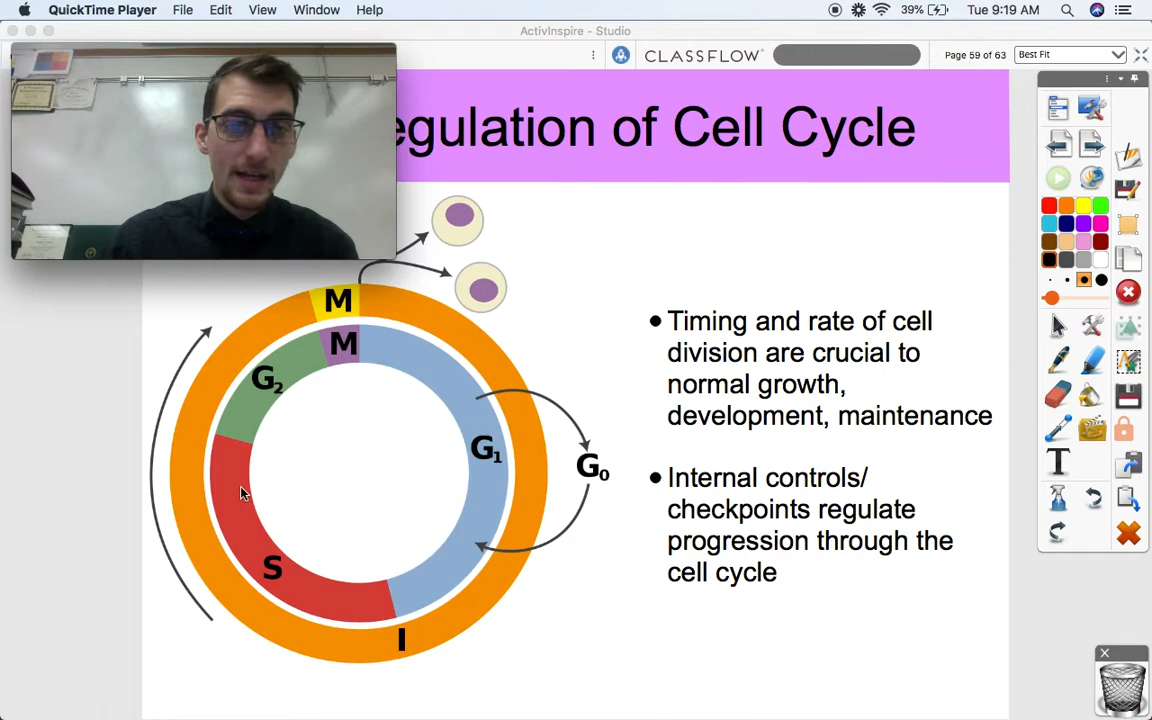 QuickTime Player File Edit View Window Help 39% Tue 9:19 AM
ActivInspire - Studio
CLASSFLOW Page 59 of 63 Best Fit
egulation of Cell Cycle
M
M
G2
G1
G0
S
I
•Timing and rate of cell
division are crucial to
normal growth,
development, maintenance
•Internal controls/
checkpoints regulate
progression through the
cell cycle
T